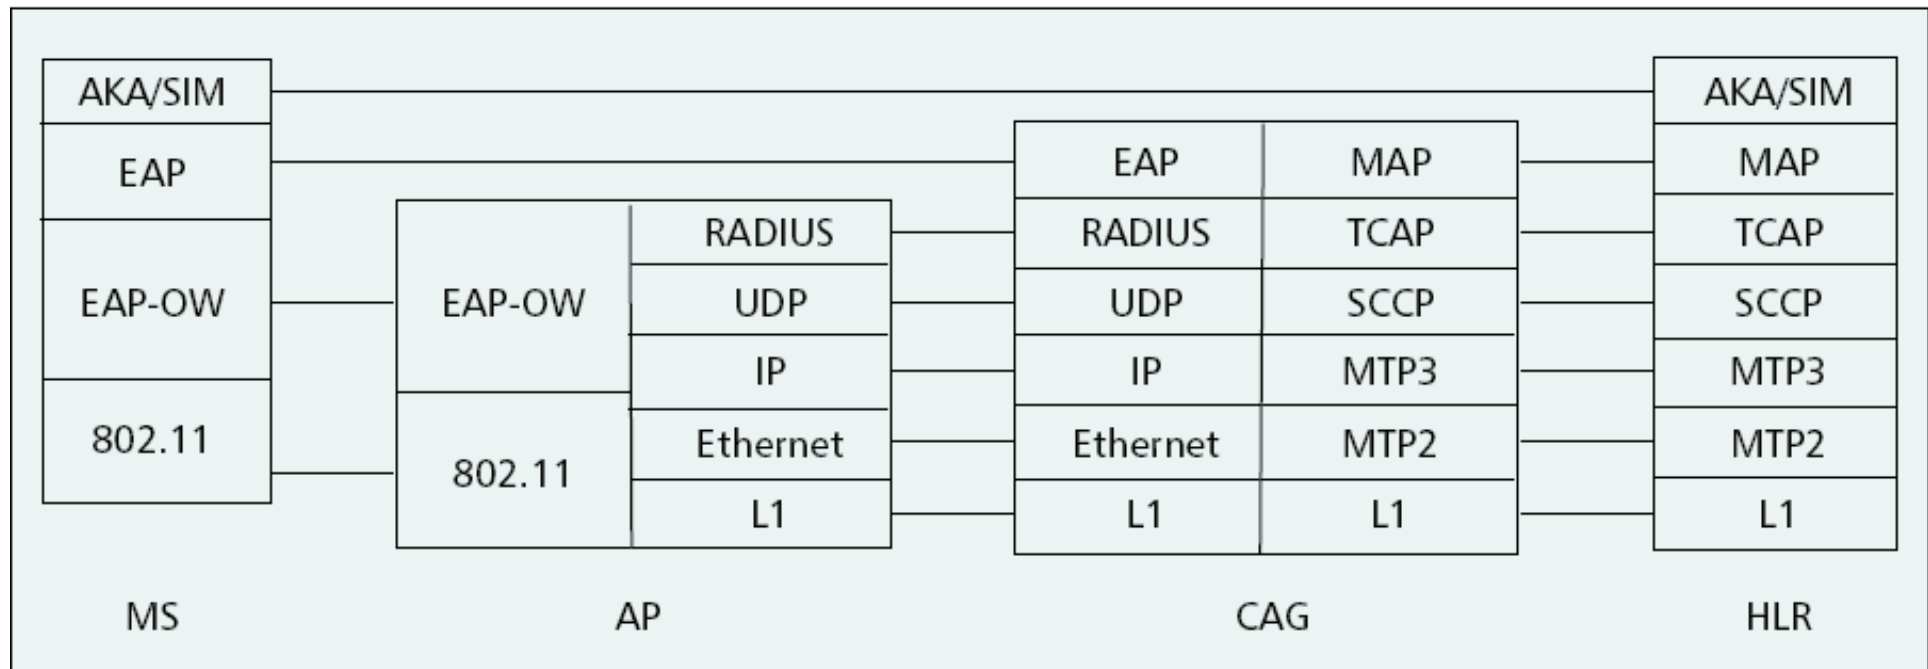 AKA/SIM
EAP
EAP-OW
802.11
MS
EAP-OW
802.11
RADIUS
UDP
IP
Ethernet
L1
AP
EAP
RADIUS
UDP
IP
Ethernet
L1
MAP
TCAP
SCCP
MTP3
MTP2
L1
CAG
AKA/SIM
MAP
TCAP
SCCP
MTP3
MTP2
L1
HLR